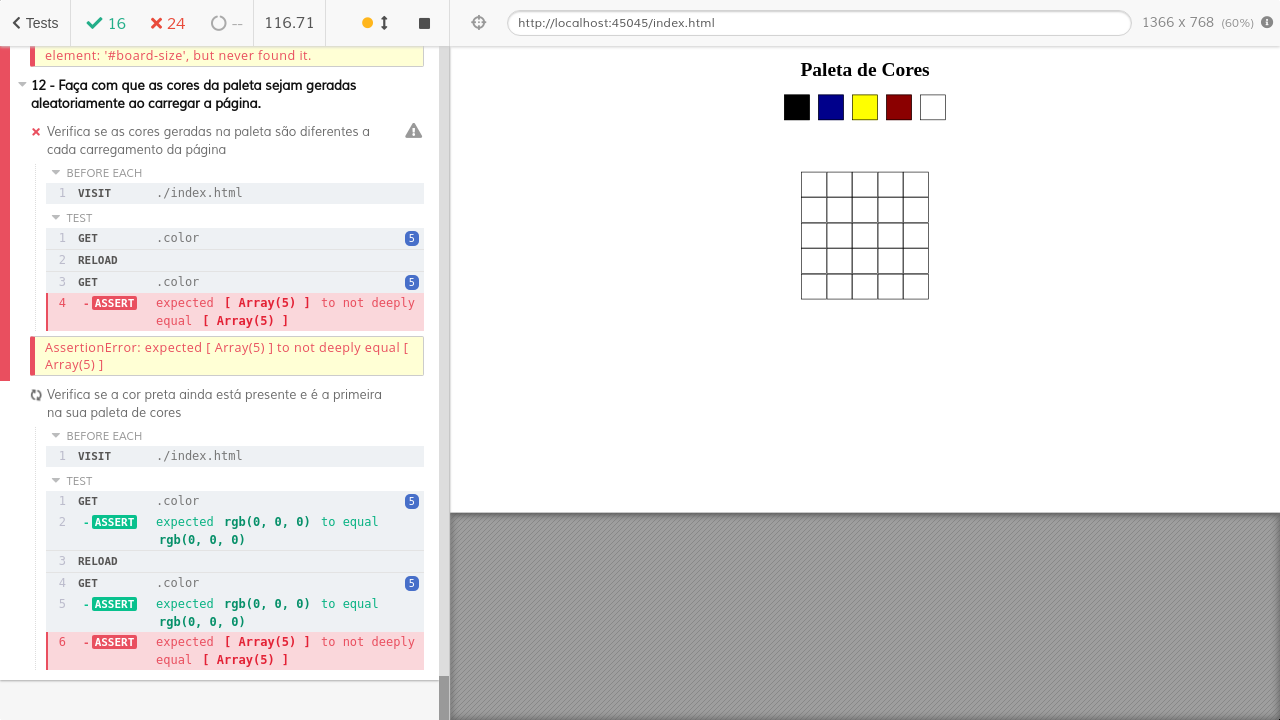 Tests
16
24
--
116.71
http://localhost:45045/index.html
1366 x 768 (60%)
element: '#board-size', but never found it.
12 - Faça com que as cores da paleta sejam geradas
aleatoriamente ao carregar a página.
Verifica se as cores geradas na paleta são diferentes a
cada carregamento da página
BEFORE EACH
1 VISIT ./index.html
TEST
1 GET .color 5
2 RELOAD
3 GET .color 5
4 -ASSERT expected [ Array(5) ] to not deeply
equal [ Array(5) ]
AssertionError: expected [ Array(5) ] to not deeply equal [
Array(5) ]
Verifica se a cor preta ainda está presente e é a primeira
na sua paleta de cores
BEFORE EACH
1 VISIT ./index.html
TEST
1 GET .color 5
2 -ASSERT expected rgb(0, 0, 0) to equal
rgb(0, 0, 0)
3 RELOAD
4 GET .color 5
5 -ASSERT expected rgb(0, 0, 0) to equal
rgb(0, 0, 0)
6 -ASSERT expected [ Array(5) ] to not deeply
equal [ Array(5) ]
Paleta de Cores